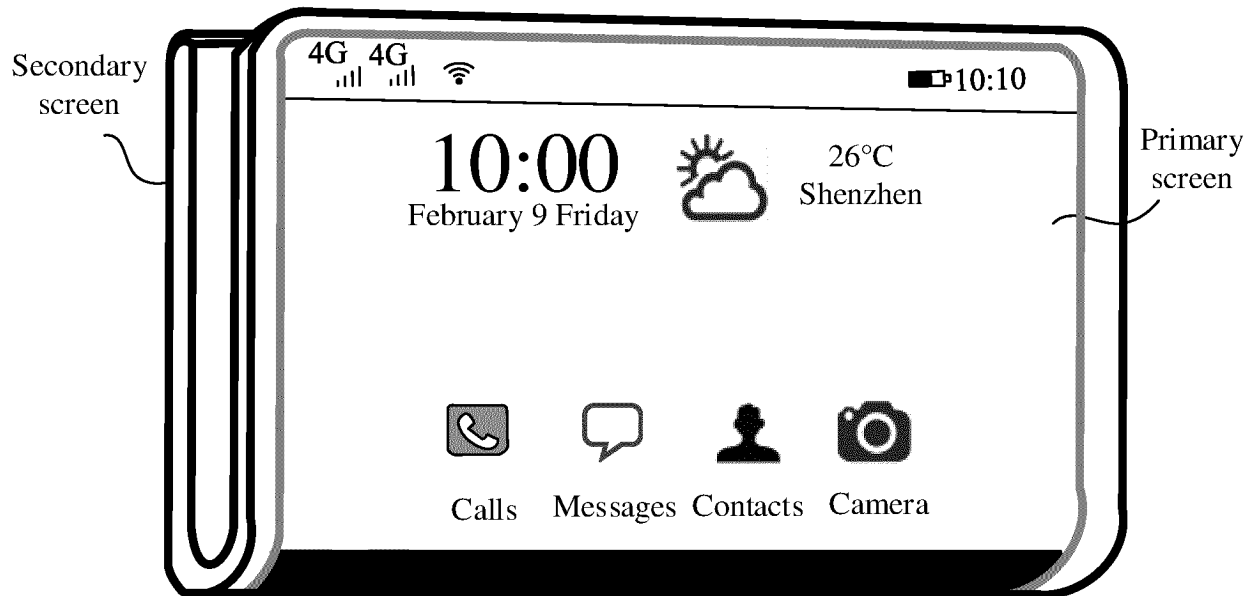 Secondary
screen
4G 4G 10:10
10:00
February 9 Friday
26°C
Shenzhen
Primary
screen
Calls Messages Contacts Camera